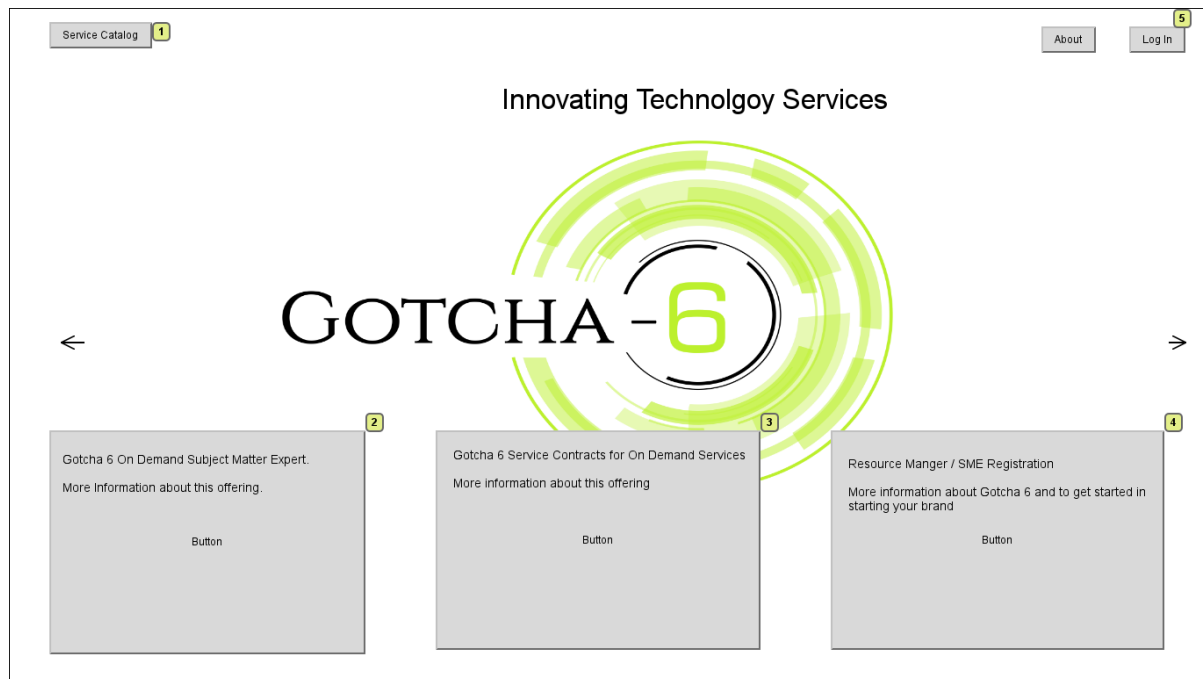 Service Catalog 1
About
Log In 5
Innovating Technolgoy Services
GOTCHA - 6
2
Gotcha 6 On Demand Subject Matter Expert.
More Information about this offering.
Button
3
Gotcha 6 Service Contracts for On Demand Services
More information about this offering
Button
4
Resource Manger / SME Registration
More information about Gotcha 6 and to get started in
starting your brand
Button